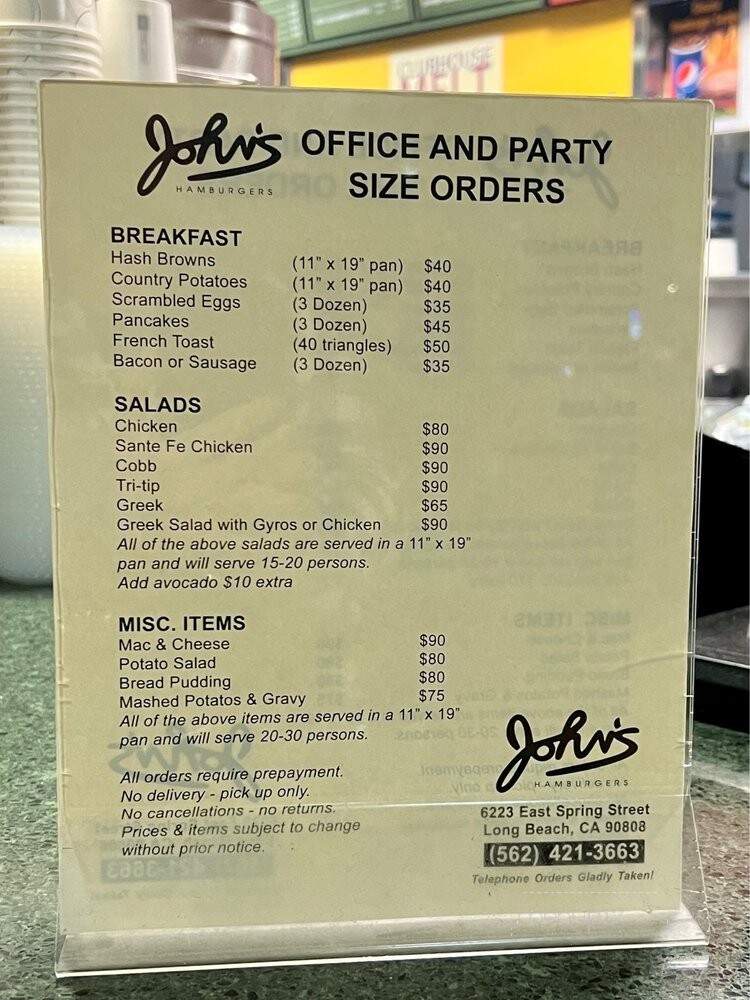 CLUBHOUSE
MELT
John's OFFICE AND PARTY
HAMBURGERS SIZE ORDERS
BREAKFAST
Hash Browns (11" x 19" pan) $40
Country Potatoes (11" x 19" pan) $40
Scrambled Eggs (3 Dozen) $35
Pancakes (3 Dozen) $45
French Toast (40 triangles) $50
Bacon or Sausage (3 Dozen) $35
SALADS
Chicken $80
Sante Fe Chicken $90
Cobb $90
Tri-tip $90
Greek $65
Greek Salad with Gyros or Chicken $90
All of the above salads are served in a 11" x 19"
pan and will serve 15-20 persons.
Add avocado $10 extra
MISC. ITEMS
Mac & Cheese $90
Potato Salad $80
Bread Pudding $80
Mashed Potatos & Gravy $75
All of the above items are served in a 11" x 19"
pan and will serve 20-30 persons.
All orders require prepayment.
No delivery - pick up only.
No cancellations - no returns.
Prices & items subject to change
without prior notice.
John's
HAMBURGERS
6223 East Spring Street
Long Beach, CA 90808
(562) 421-3663
Telephone Orders Gladly Taken!